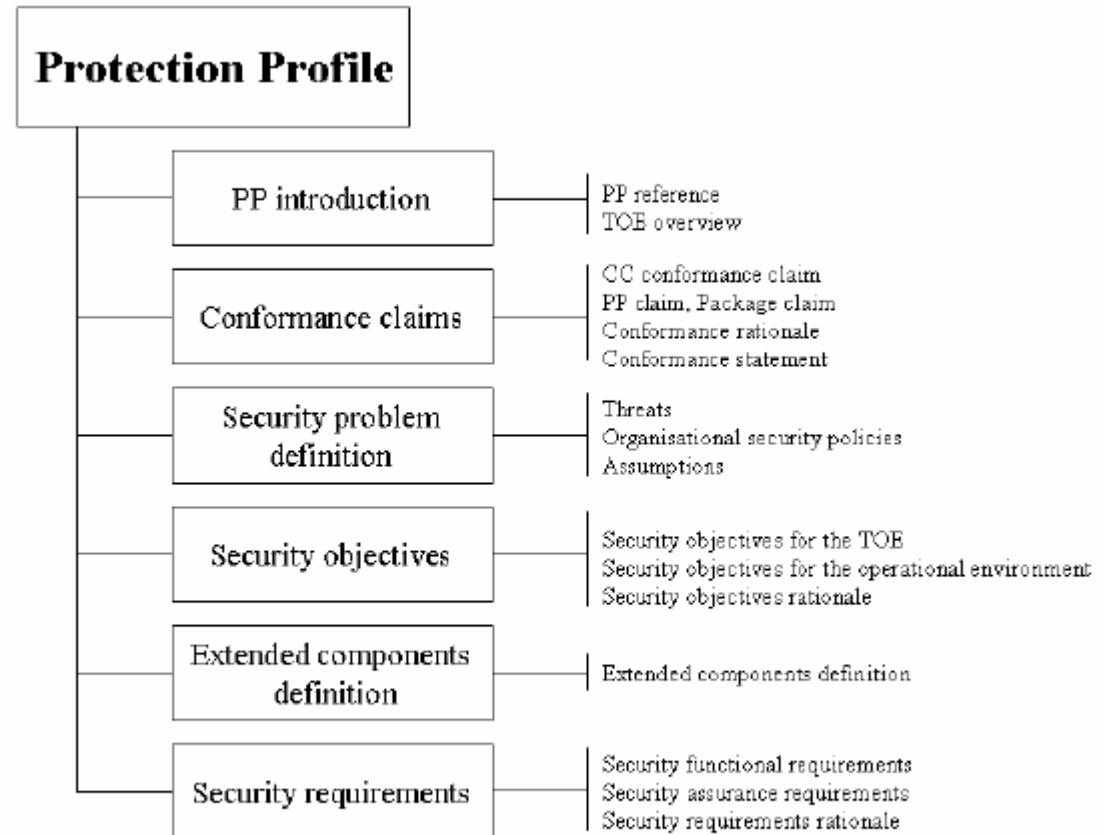 Protection Profile
PP introduction
PP reference
TOE overview
Conformance claims
CC conformance claim
PP claim, Package claim
Conformance rationale
Conformance statement
Security problem
definition
Threats
Organisational security policies
Assumptions
Security objectives
Security objectives for the TOE
Security objectives for the operational environment
Security objectives rationale
Extended components
definition
Extended components definition
Security requirements
Security functional requirements
Security assurance requirements
Security requirements rationale